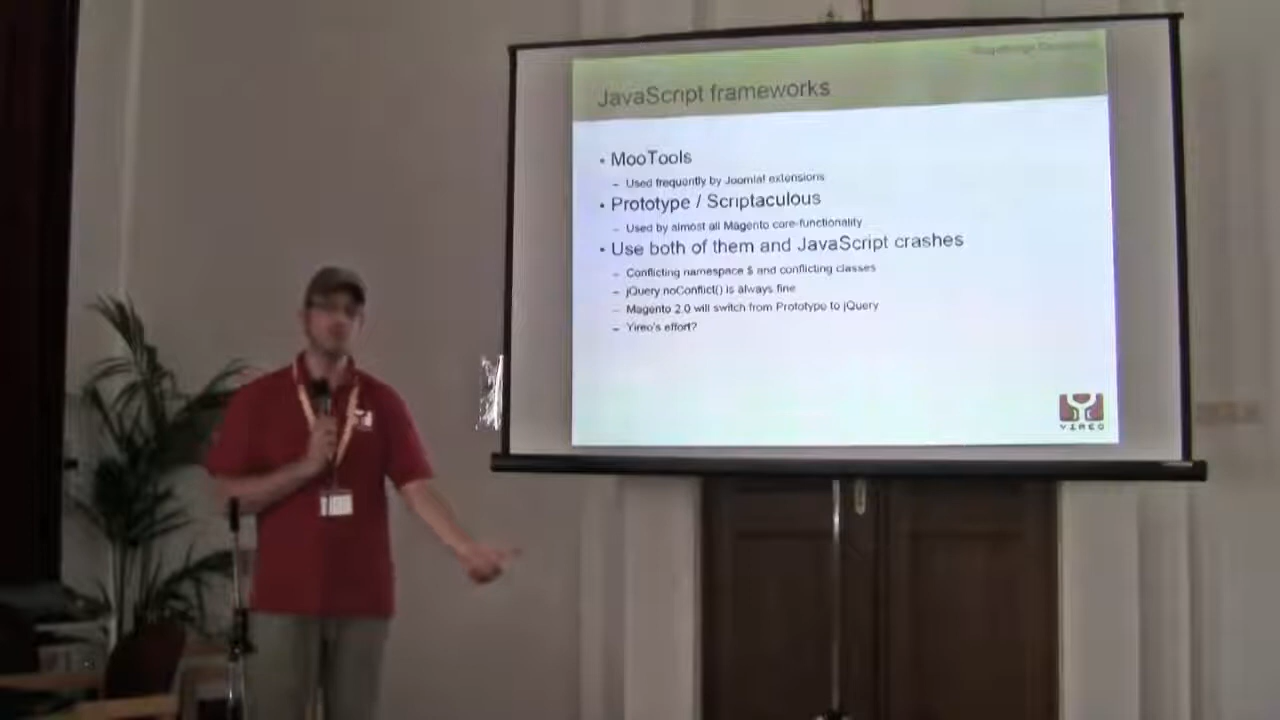 JavaScript frameworks
• MooTools
– Used frequently by Joomla! extensions
• Prototype / Scriptaculous
– Used by almost all Magento core-functionality
• Use both of them and JavaScript crashes
– Conflicting namespace $ and conflicting classes
– jQuery noConflict() is always fine
– Magento 2.0 will switch from Prototype to jQuery
– Yireo's effort?
YIREO